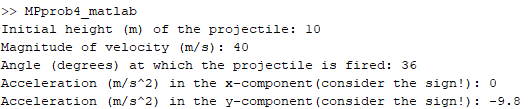 >> MPprob4_matlab
Initial height (m) of the projectile: 10
Magnitude of velocity (m/s): 40
Angle (degrees) at which the projectile is fired: 36
Acceleration (m/s^2) in the x-component(consider the sign!): 0
Acceleration (m/s^2) in the y-component(consider the sign!): -9.8